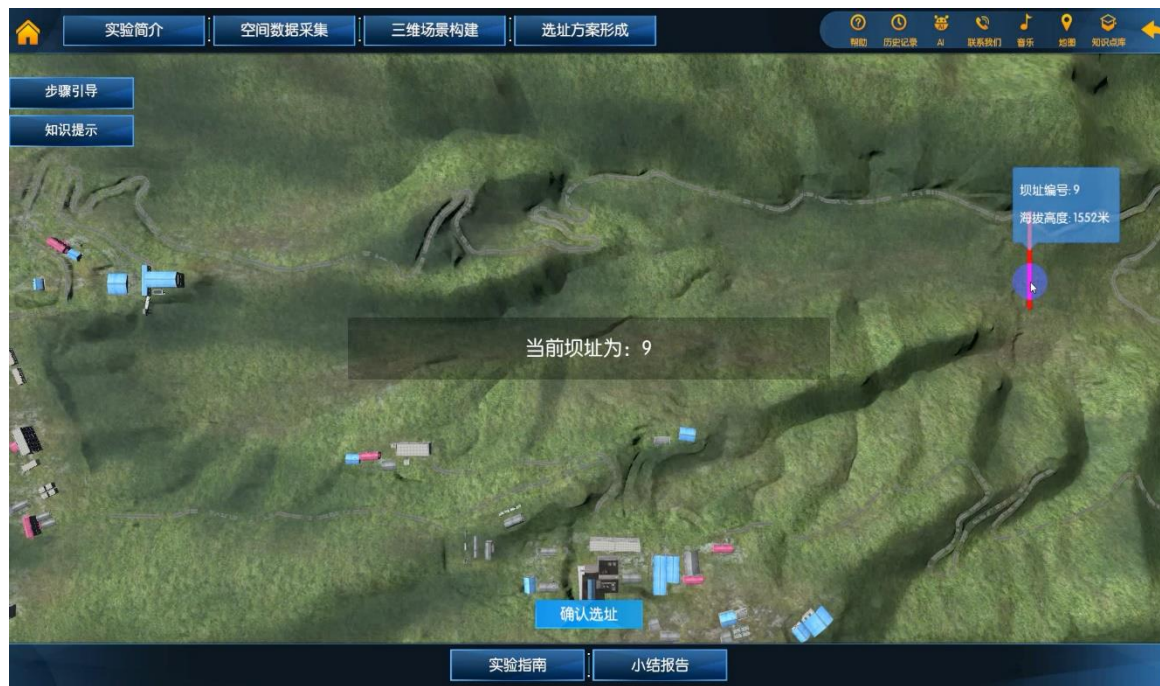 实验简介
空间数据采集
三维场景构建
选址方案形成
帮助
历史记录
AI
联系我们
音乐
地图
知识点库
步骤引导
知识提示
坝址编号:9
海拔高度:1552米
当前坝址为：9
确认选址
实验指南
小结报告